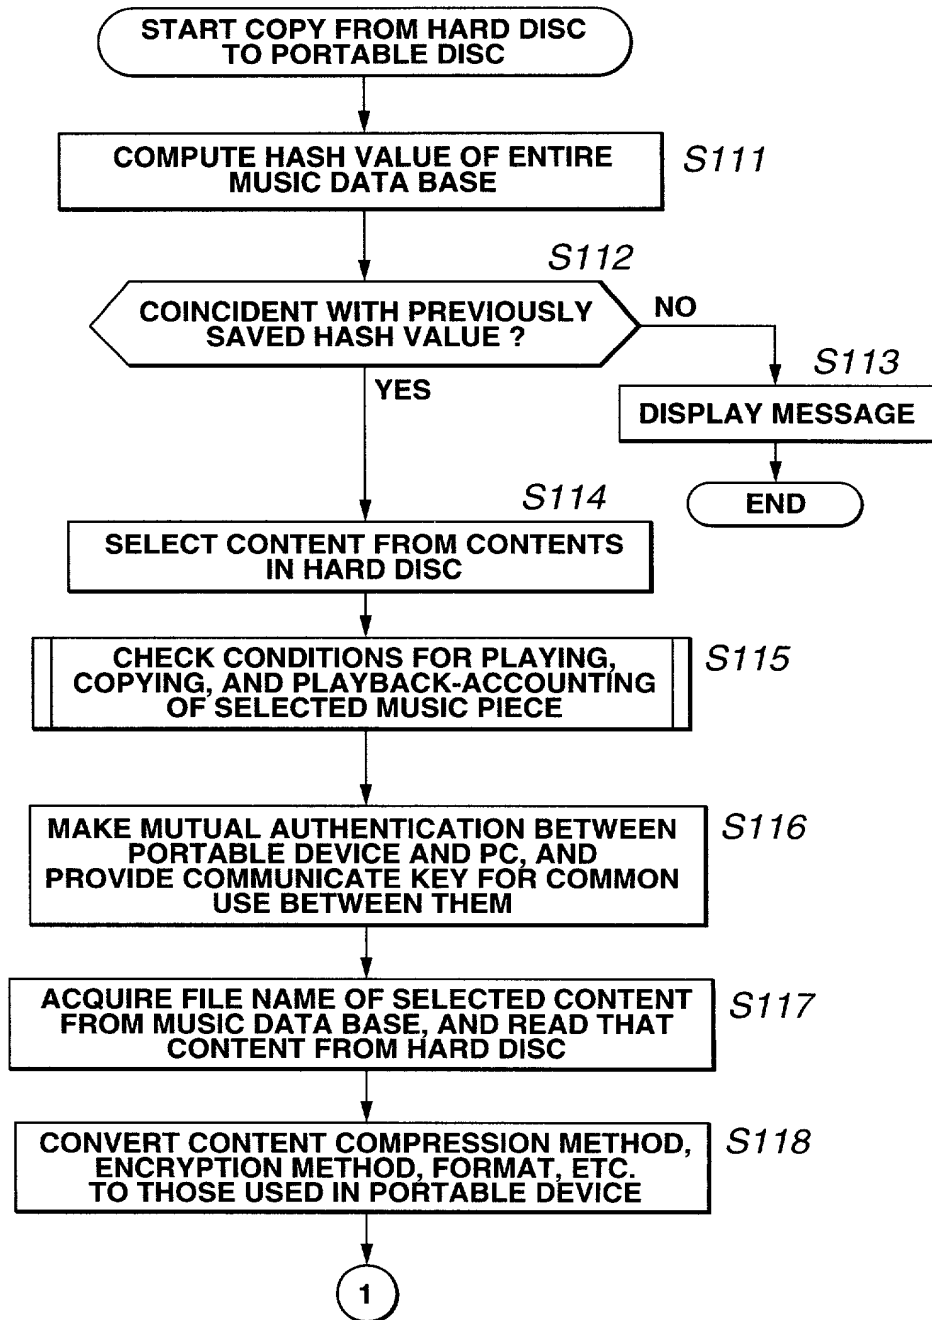 START COPY FROM HARD DISC
TO PORTABLE DISC
COMPUTE HASH VALUE OF ENTIRE
MUSIC DATA BASE
S111
S112
COINCIDENT WITH PREVIOUSLY
SAVED HASH VALUE ?
NO
YES
S113
DISPLAY MESSAGE
END
S114
SELECT CONTENT FROM CONTENTS
IN HARD DISC
S115
CHECK CONDITIONS FOR PLAYING,
COPYING, AND PLAYBACK-ACCOUNTING
OF SELECTED MUSIC PIECE
S116
MAKE MUTUAL AUTHENTICATION BETWEEN
PORTABLE DEVICE AND PC, AND
PROVIDE COMMUNICATE KEY FOR COMMON
USE BETWEEN THEM
S117
ACQUIRE FILE NAME OF SELECTED CONTENT
FROM MUSIC DATA BASE, AND READ THAT
CONTENT FROM HARD DISC
S118
CONVERT CONTENT COMPRESSION METHOD,
ENCRYPTION METHOD, FORMAT, ETC.
TO THOSE USED IN PORTABLE DEVICE
1